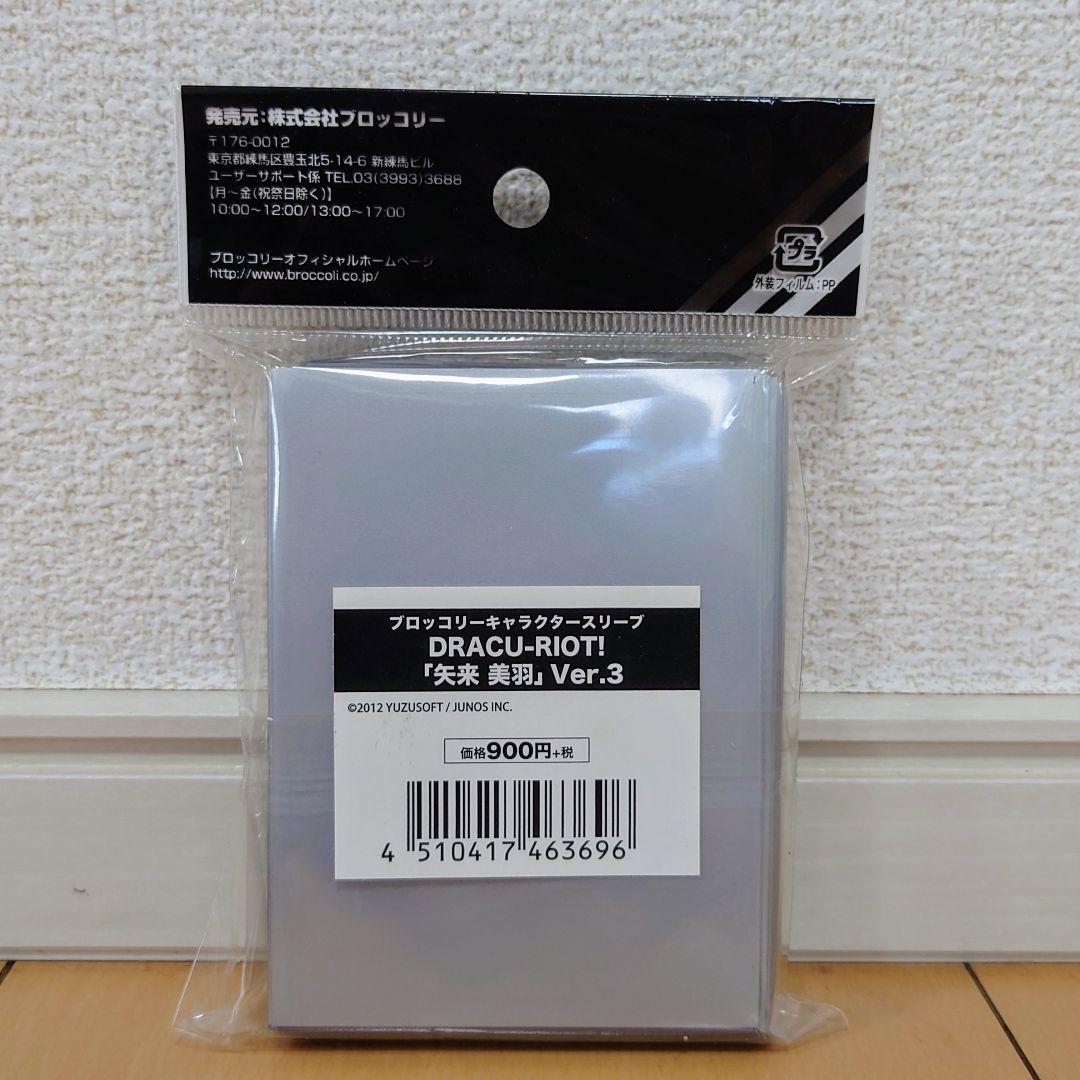 発売元:株式会社ブロッコリー
〒176-0012
東京都練馬区豊玉北5-14-6 新練馬ビル
ユーザーサポート係 TEL.03(3993)3688
【月～金(祝祭日除く)】
10:00～12:00/13:00～17:00
ブロッコリーオフィシャルホームページ
http://www.broccoli.co.jp/
プラ
外装フィルム:PP
ブロッコリーキャラクタースリーブ
DRACU-RIOT!
「矢来 美羽」Ver.3
©2012 YUZUSOFT / JUNOS INC.
価格900円+税
4 510417 463696